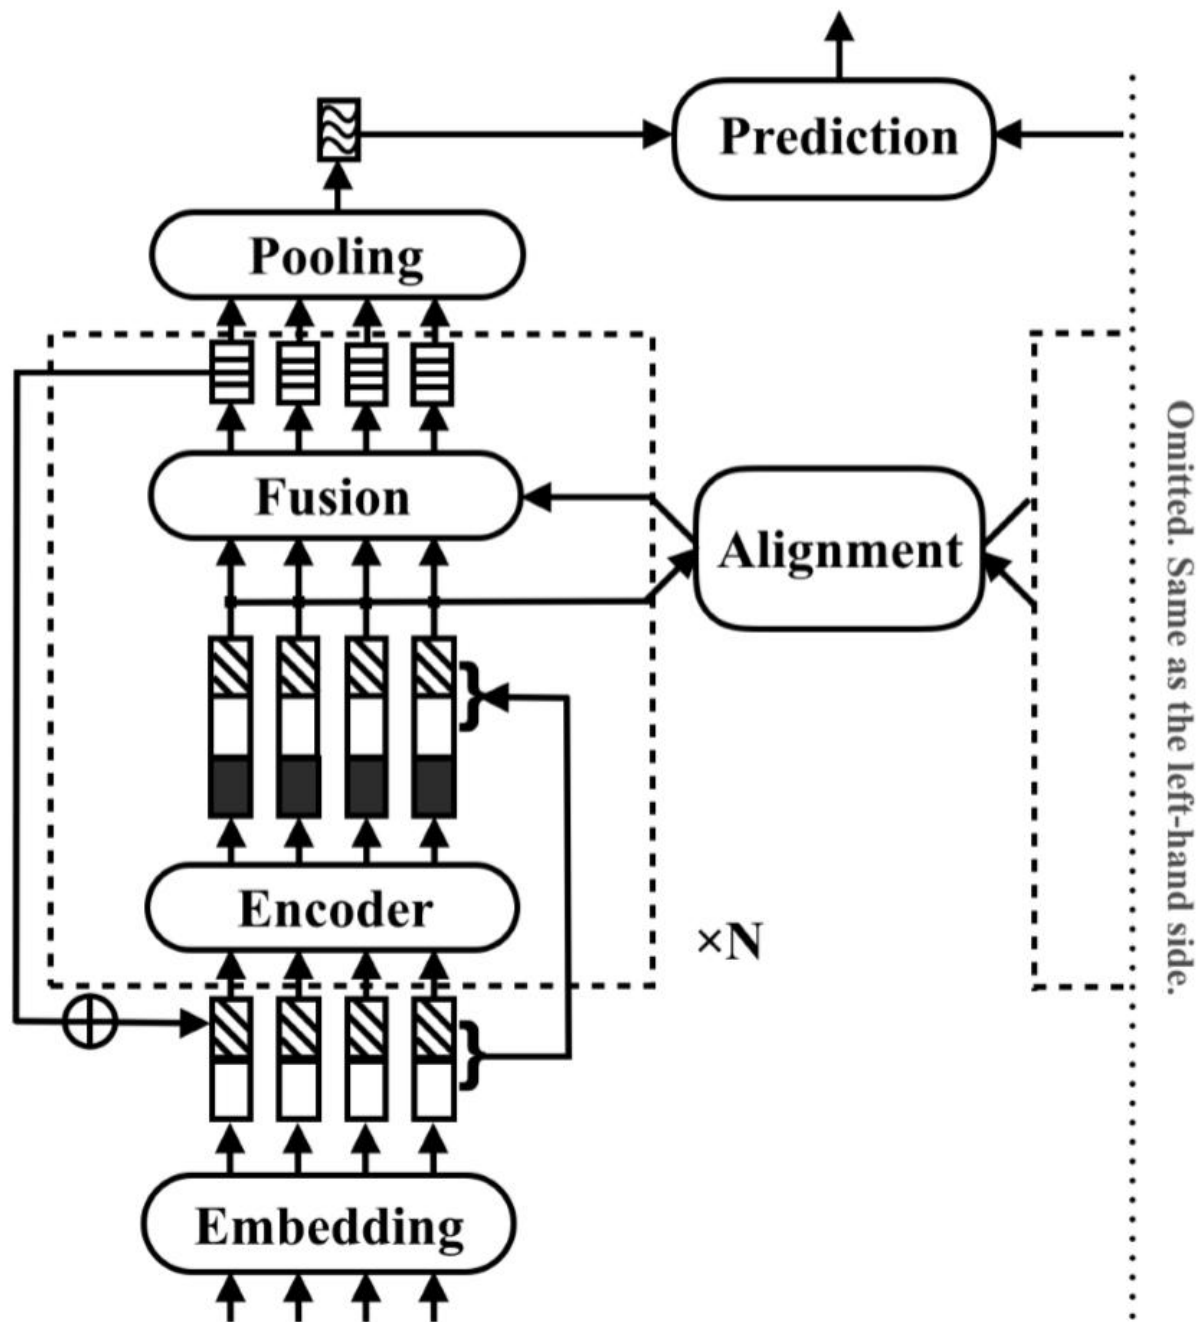 Prediction
Pooling
Fusion
Alignment
Encoder
×N
Embedding
Omitted. Same as the left-hand side.